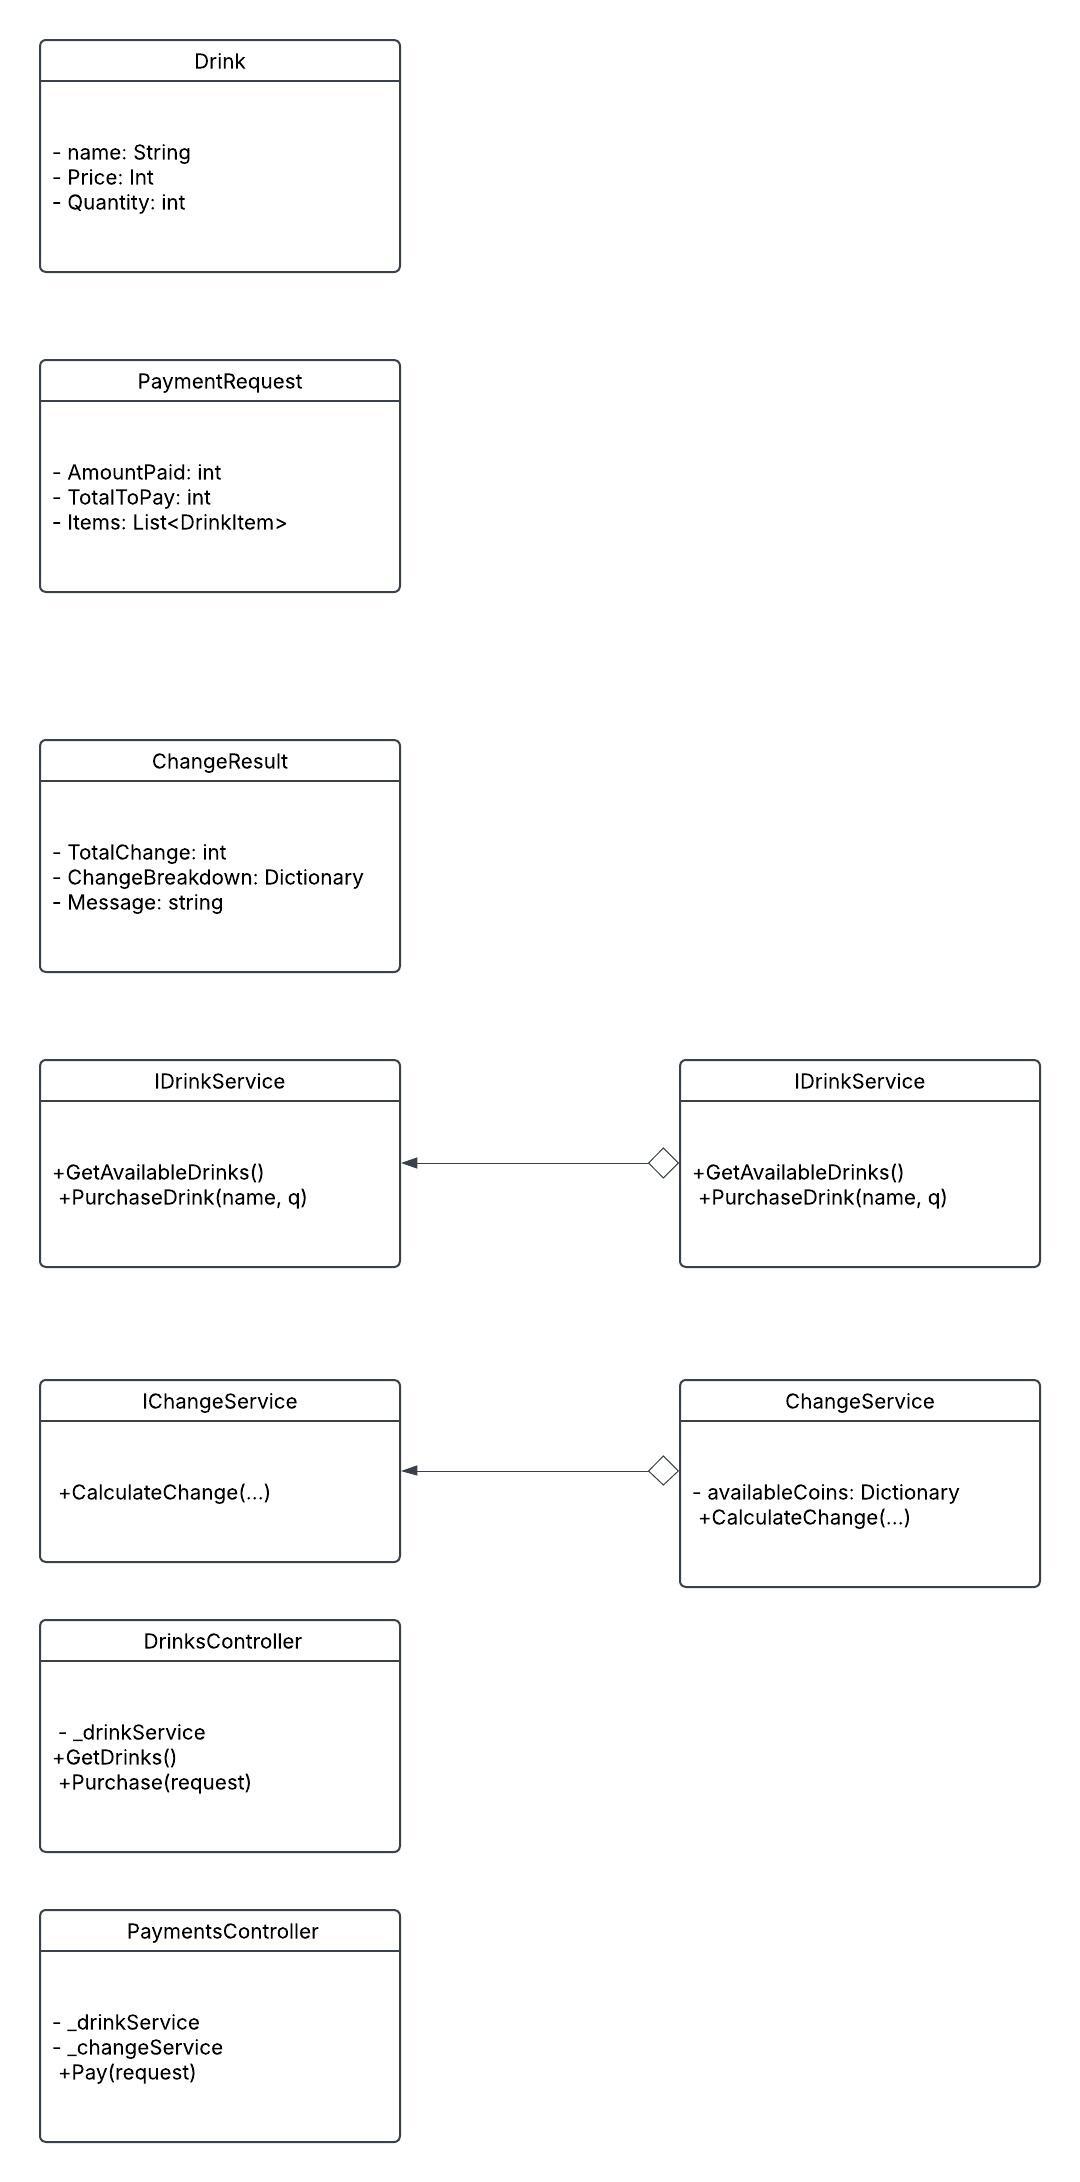 Drink
- name: String
- Price: Int
- Quantity: int
PaymentRequest
- AmountPaid: int
- TotalToPay: int
- Items: List<DrinkItem>
ChangeResult
- TotalChange: int
- ChangeBreakdown: Dictionary
- Message: string
IDrinkService
+GetAvailableDrinks()
+PurchaseDrink(name, q)
IDrinkService
+GetAvailableDrinks()
+PurchaseDrink(name, q)
IChangeService
+CalculateChange(...)
ChangeService
- availableCoins: Dictionary
+CalculateChange(...)
DrinksController
- _drinkService
+GetDrinks()
+Purchase(request)
PaymentsController
- _drinkService
- _changeService
+Pay(request)